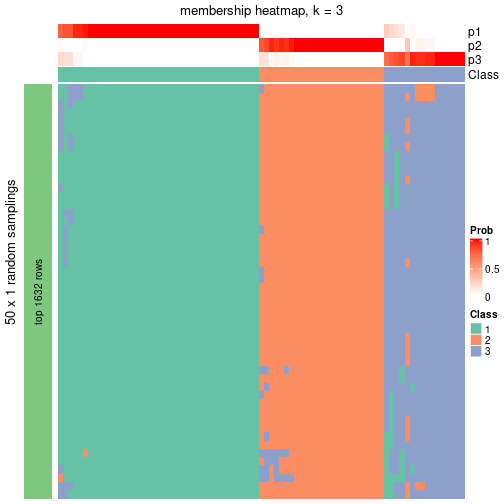 membership heatmap, k = 3
p1
p2
p3
Class
50 x 1 random samplings
top 1632 rows
Prob
1
0.5
0
Class
1
2
3